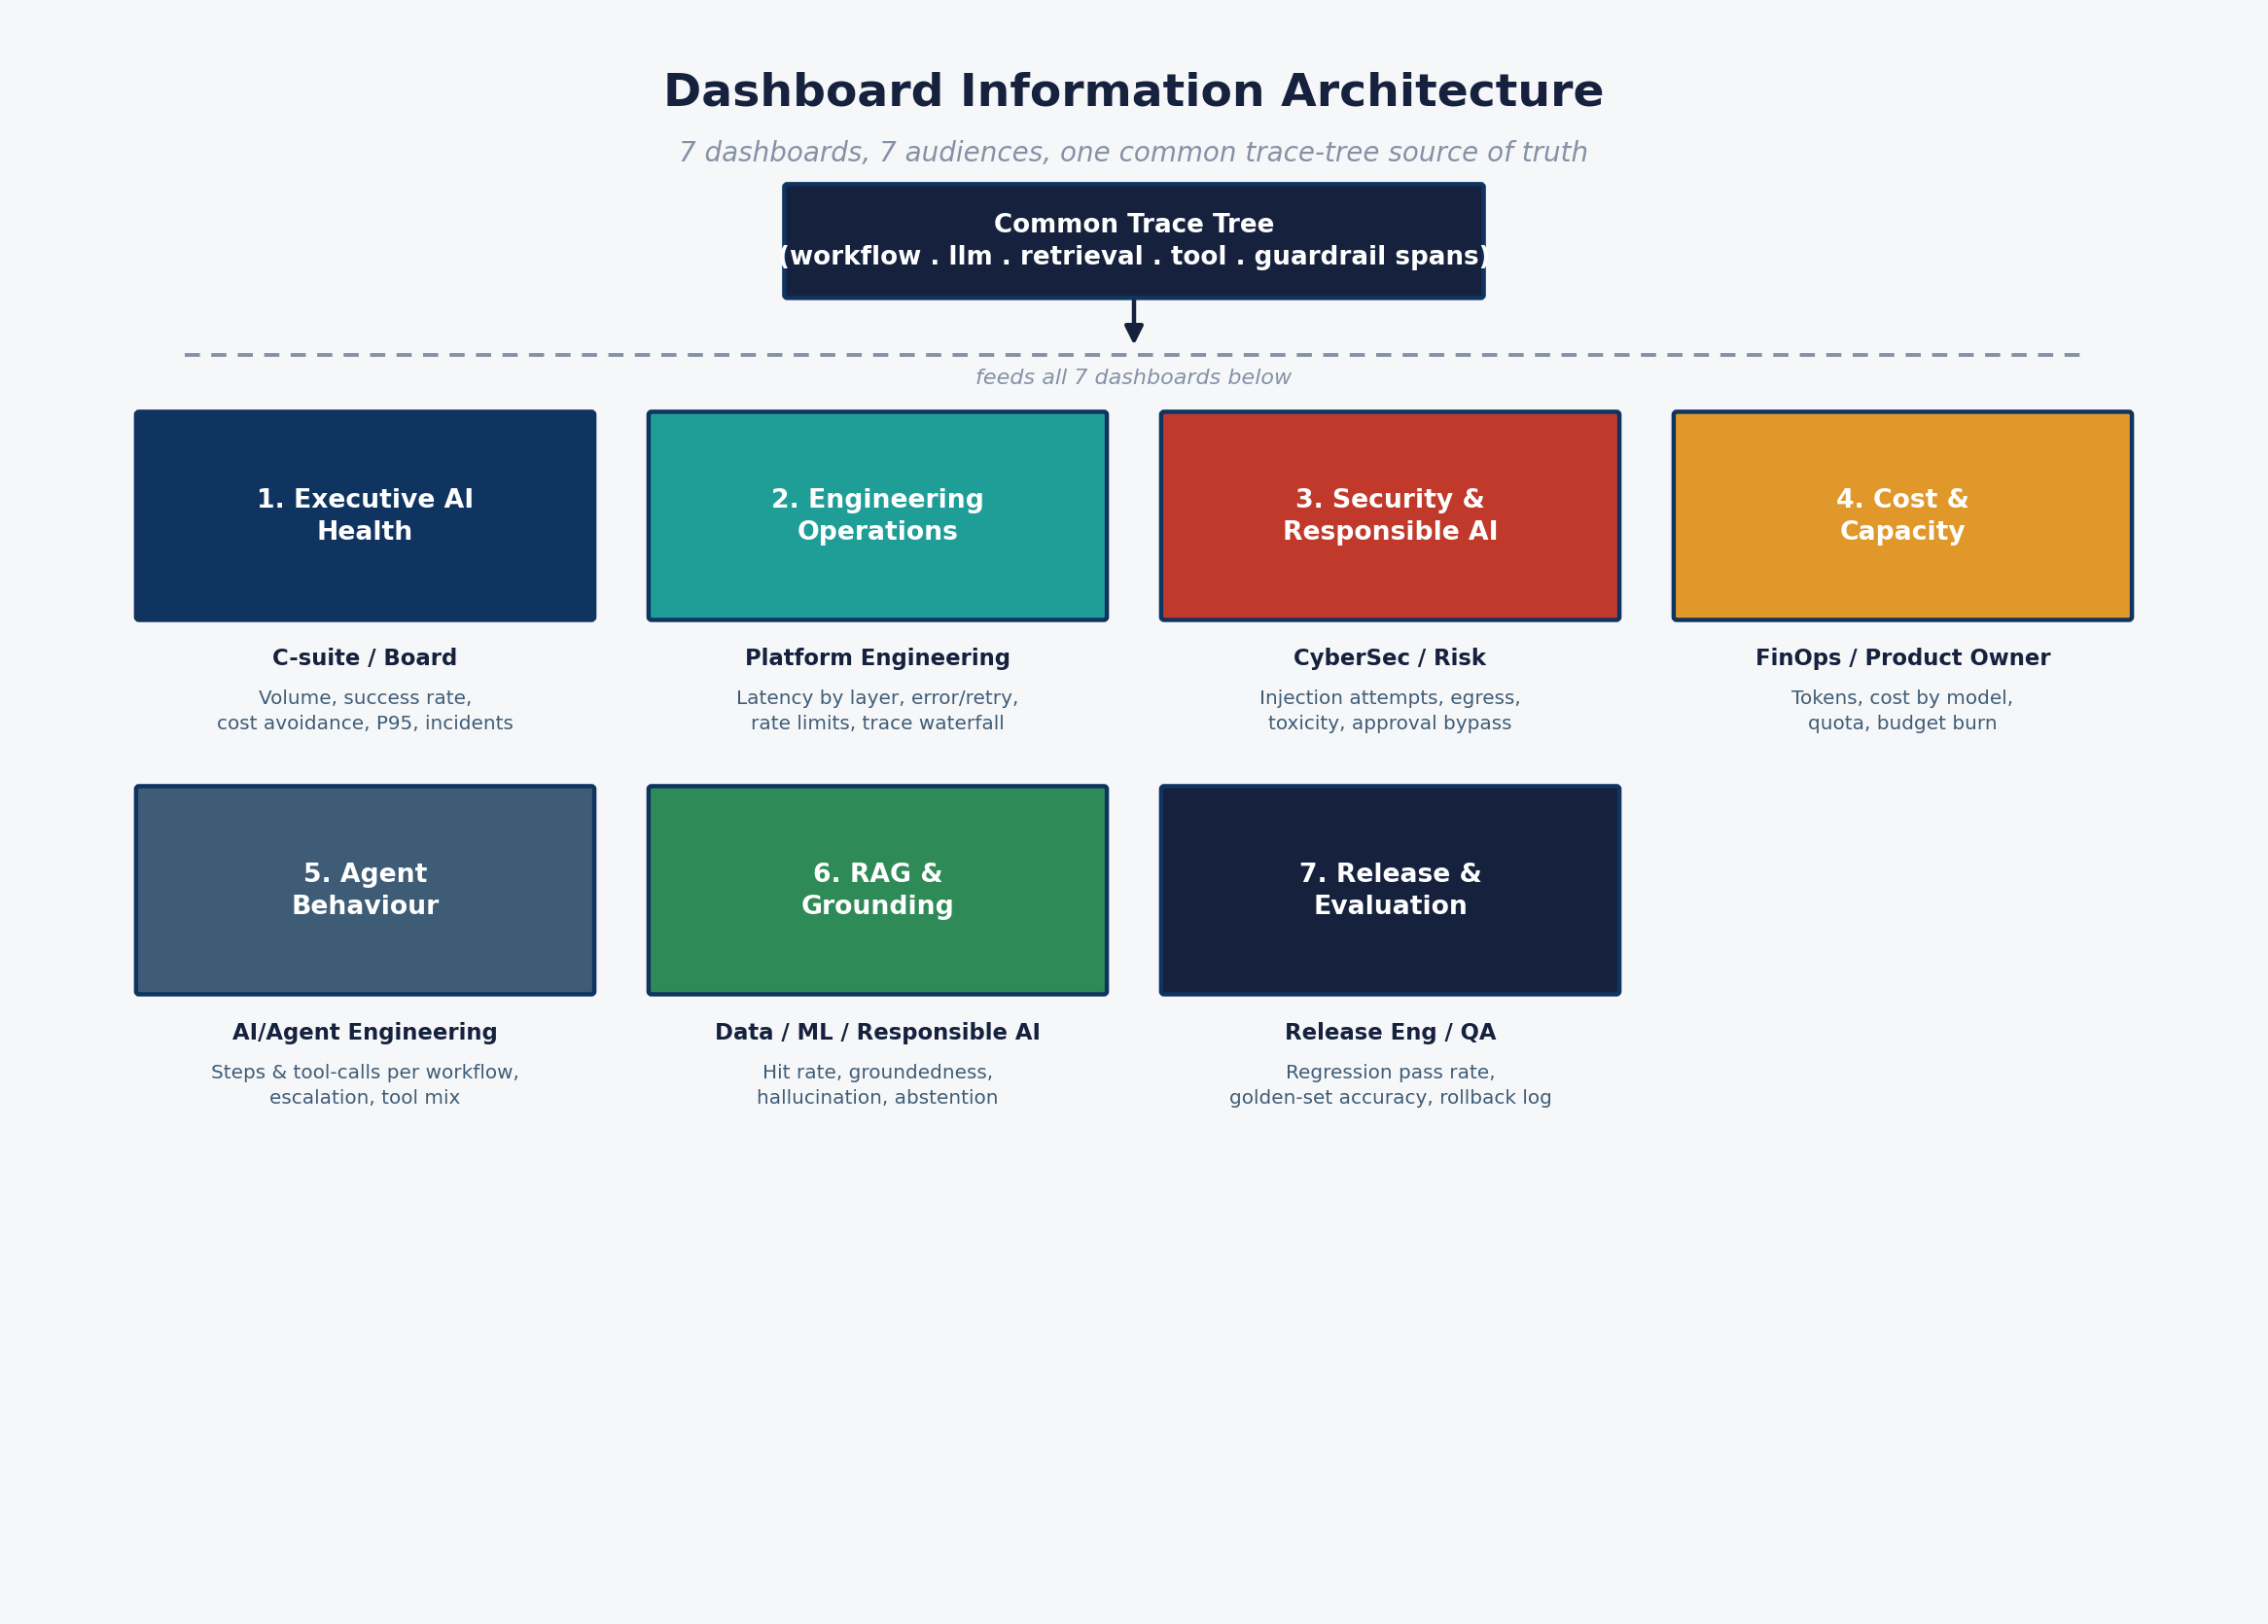 Dashboard Information Architecture
7 dashboards, 7 audiences, one common trace-tree source of truth
Common Trace Tree
(workflow . llm . retrieval . tool . guardrail spans)
feeds all 7 dashboards below
1. Executive AI
Health
C-suite / Board
Volume, success rate,
cost avoidance, P95, incidents
2. Engineering
Operations
Platform Engineering
Latency by layer, error/retry,
rate limits, trace waterfall
3. Security &
Responsible AI
CyberSec / Risk
Injection attempts, egress,
toxicity, approval bypass
4. Cost &
Capacity
FinOps / Product Owner
Tokens, cost by model,
quota, budget burn
5. Agent
Behaviour
AI/Agent Engineering
Steps & tool-calls per workflow,
escalation, tool mix
6. RAG &
Grounding
Data / ML / Responsible AI
Hit rate, groundedness,
hallucination, abstention
7. Release &
Evaluation
Release Eng / QA
Regression pass rate,
golden-set accuracy, rollback log